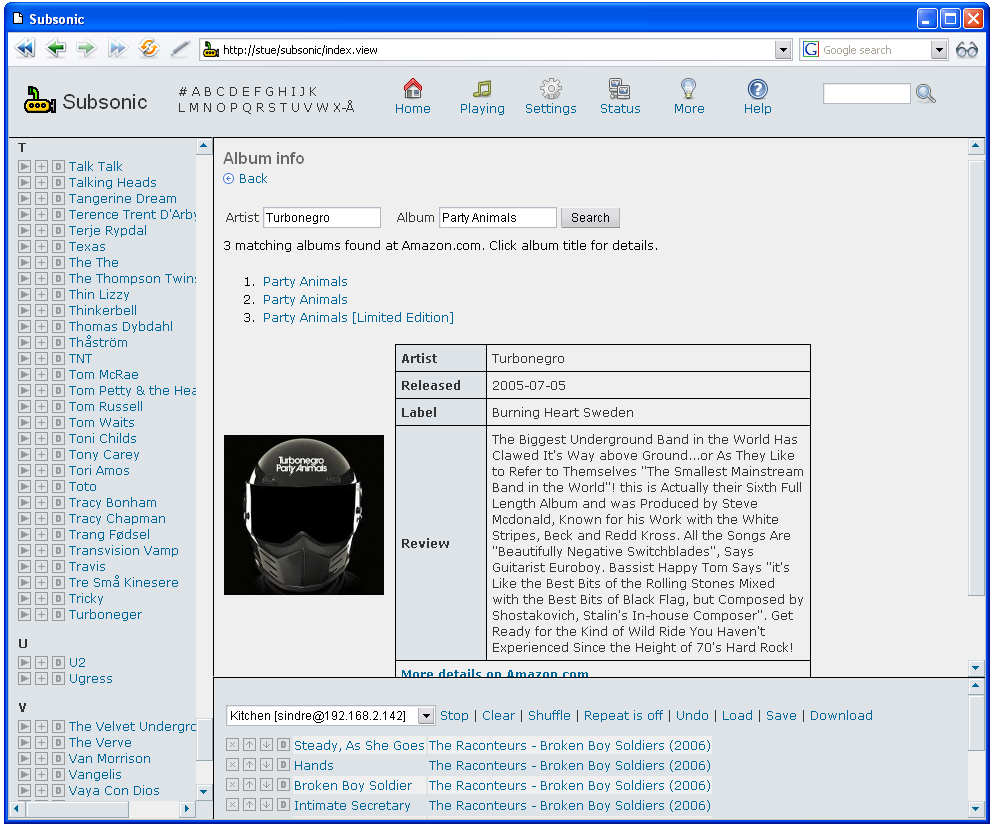 Subsonic
http://stue/subsonic/index.view
G Google search
Subsonic
# A B C D E F G H I J K
L M N O P Q R S T U V W X-Å
Home Playing Settings Status More Help
T
Talk Talk
Talking Heads
Tangerine Dream
Terence Trent D'Arby
Terje Rypdal
Texas
The The
The Thompson Twins
Thin Lizzy
Thinkerbell
Thomas Dybdahl
Thåström
TNT
Tom McRae
Tom Petty & the Hea
Tom Russell
Tom Waits
Toni Childs
Tony Carey
Tori Amos
Toto
Tracy Bonham
Tracy Chapman
Trang Fødsel
Transvision Vamp
Travis
Tre Små Kinesere
Tricky
Turboneger
U
U2
Ugress
V
The Velvet Undergro
The Verve
Van Morrison
Vangelis
Vaya Con Dios
Album info
Back
Artist Turbonegro Album Party Animals Search
3 matching albums found at Amazon.com. Click album title for details.
1. Party Animals
2. Party Animals
3. Party Animals [Limited Edition]
Turbonegro
Party Animals
Artist Turbonegro
Released 2005-07-05
Label Burning Heart Sweden
Review
The Biggest Underground Band in the World Has
Clawed It's Way above Ground...or As They Like
to Refer to Themselves "The Smallest Mainstream
Band in the World"! this is Actually their Sixth Full
Length Album and was Produced by Steve
Mcdonald, Known for his Work with the White
Stripes, Beck and Redd Kross. All the Songs Are
"Beautifully Negative Switchblades", Says
Guitarist Euroboy. Bassist Happy Tom Says "it's
Like the Best Bits of the Rolling Stones Mixed
with the Best Bits of Black Flag, but Composed by
Shostakovich, Stalin's In-house Composer". Get
Ready for the Kind of Wild Ride You Haven't
Experienced Since the Height of 70's Hard Rock!
More details on Amazon.com
Kitchen [sindre@192.168.2.142] Stop | Clear | Shuffle | Repeat is off | Undo | Load | Save | Download
D Steady, As She Goes The Raconteurs - Broken Boy Soldiers (2006)
D Hands The Raconteurs - Broken Boy Soldiers (2006)
D Broken Boy Soldier The Raconteurs - Broken Boy Soldiers (2006)
D Intimate Secretary The Raconteurs - Broken Boy Soldiers (2006)